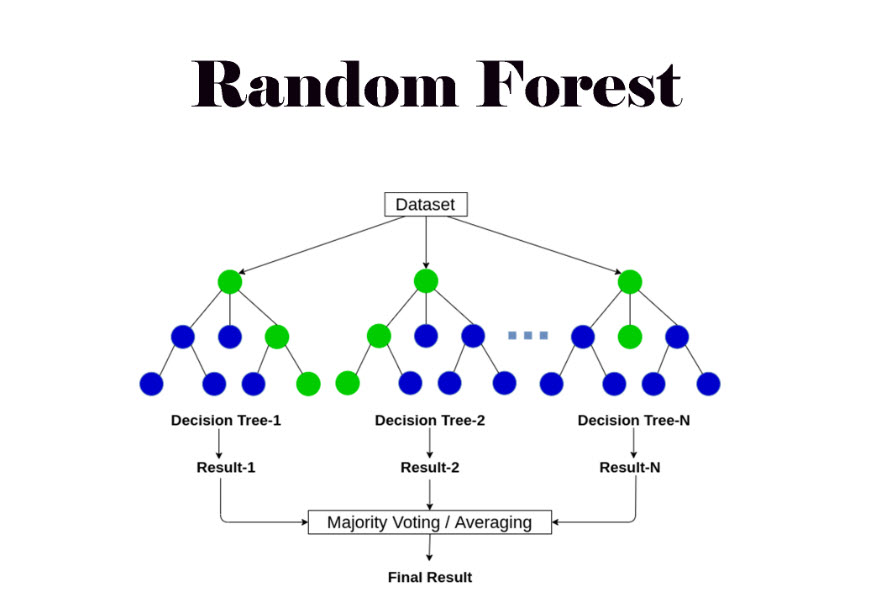 Random Forest
Dataset
Decision Tree-1
Decision Tree-2
Decision Tree-N
Result-1
Result-2
Result-N
Majority Voting / Averaging
Final Result